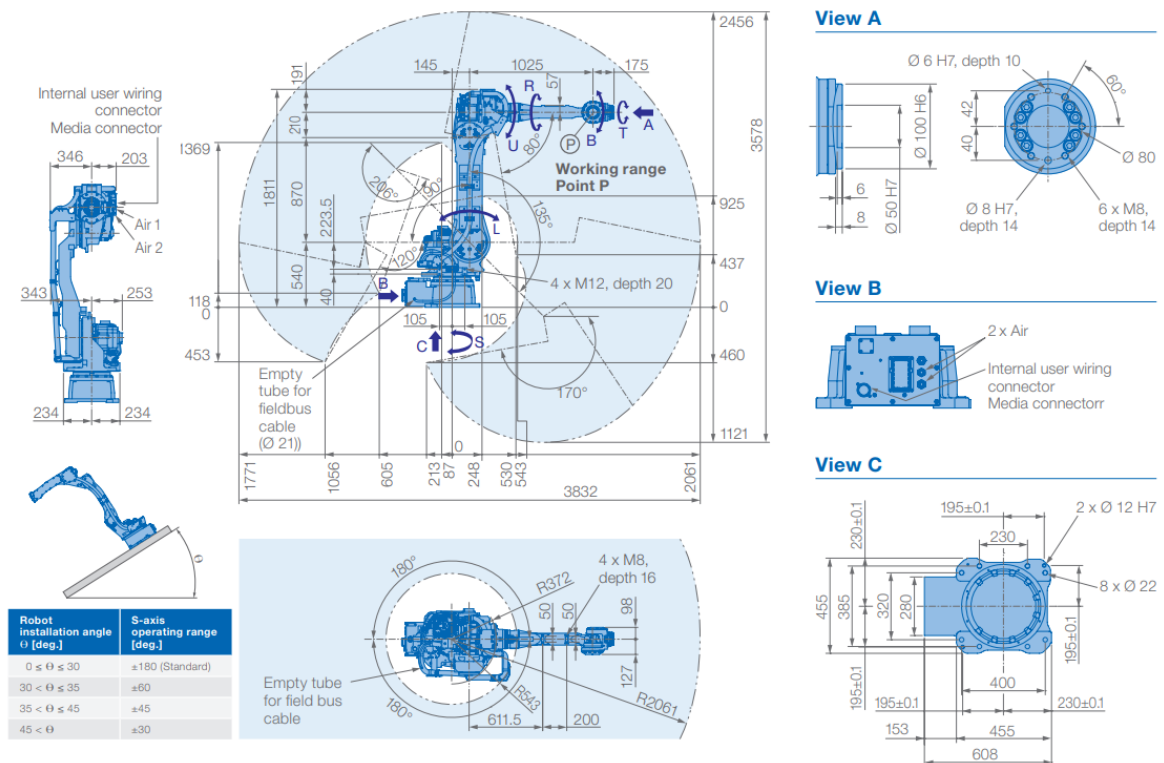 Internal user wiring
connector
Media connector
346
203
Air 1
Air 2
343
253
234
234
Robot
installation angle
Θ [deg.]
S-axis
operating range
[deg.]
0 ≤ Θ ≤ 30
±180 (Standard)
30 < Θ ≤ 35
±60
35 < Θ ≤ 45
±45
45 < Θ
±30
Θ
145
1025
175
191
210
870
540
1811
223.5
40
1369
118
0
453
57
R
U
B
T
A
P
80°
Working range
Point P
206°
90°
135°
120°
L
B
4 x M12, depth 20
105
105
C
S
170°
Empty
tube for
fieldbus
cable
(Ø 21))
2456
3578
925
437
0
460
1121
0
1771
1056
605
213
87
248
530
543
2061
3832
180°
180°
R372
4 x M8,
depth 16
50
50
98
127
R543
R2061
Empty tube
for field bus
cable
611.5
200
View A
Ø 6 H7, depth 10
60°
42
40
Ø 100 H6
Ø 50 H7
6
8
Ø 80
Ø 8 H7,
depth 14
6 x M8,
depth 14
View B
2 x Air
Internal user wiring
connector
Media connectorr
View C
195±0.1
2 x Ø 12 H7
230±0.1
230
8 x Ø 22
455
385
320
280
195±0.1
195±0.1
400
195±0.1
230±0.1
153
455
608